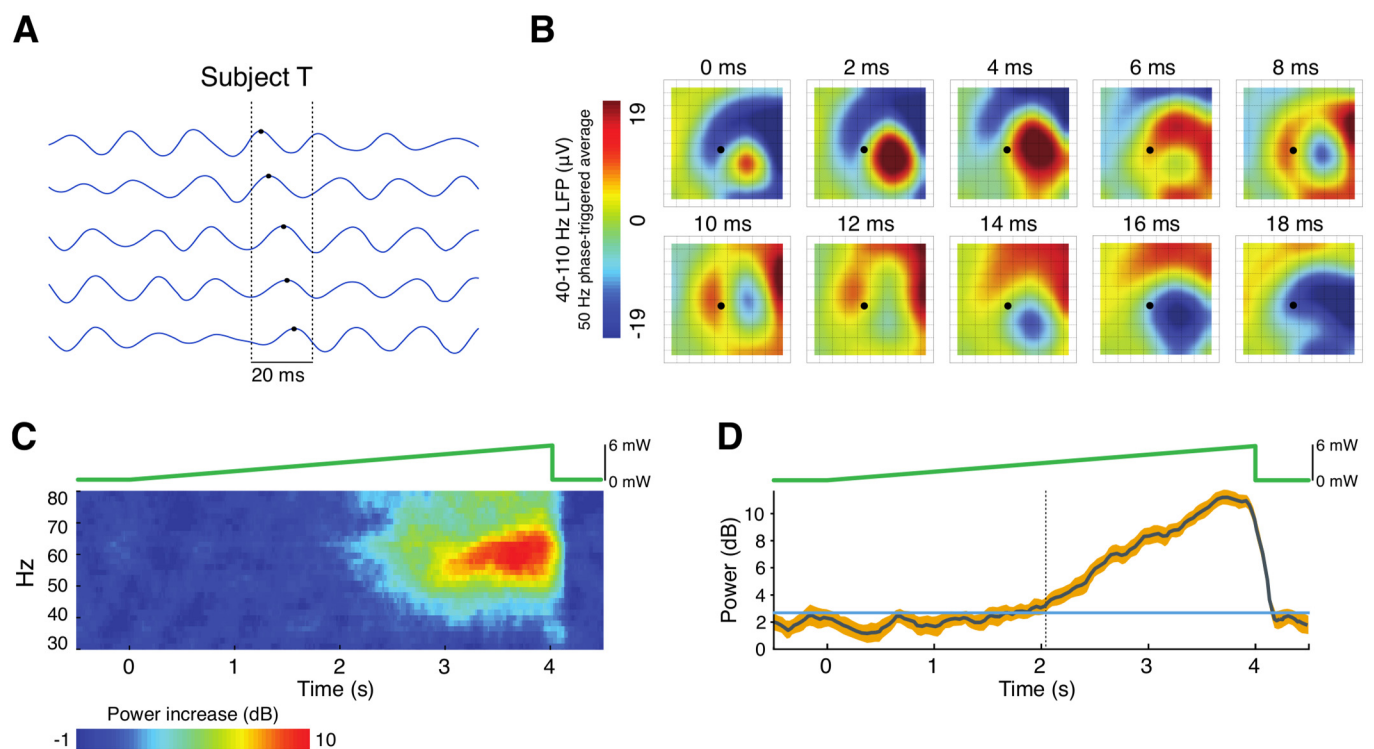 A
B
Subject T
20 ms
40-110 Hz LFP (μV)
50 Hz phase-triggered average
19
0
-19
0 ms
2 ms
4 ms
6 ms
8 ms
10 ms
12 ms
14 ms
16 ms
18 ms
C
6 mW
0 mW
Hz
80
70
60
50
40
30
0
1
2
3
4
Time (s)
Power increase (dB)
-1
10
D
6 mW
0 mW
Power (dB)
10
8
6
4
2
0
0
1
2
3
4
Time (s)